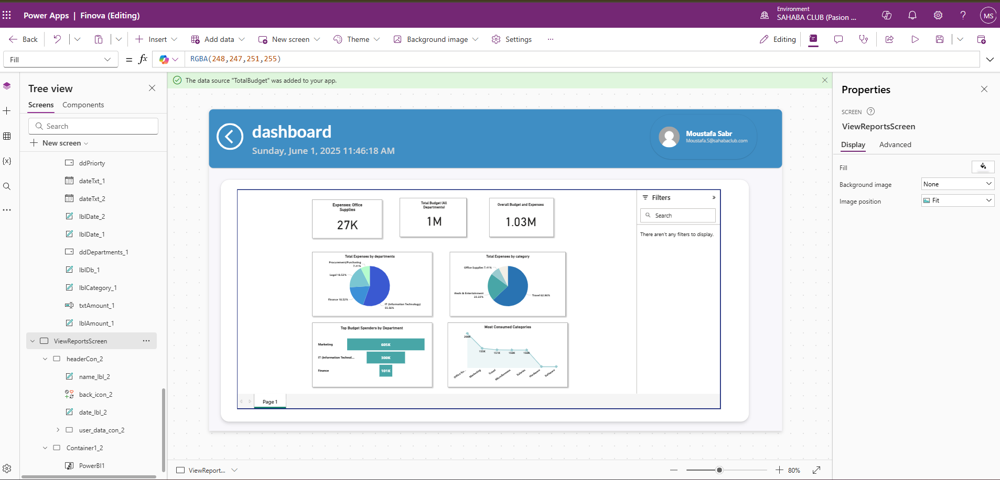 Power Apps | Finova (Editing)
Environment
SAHABA CLUB (Pasion ...
MS
Back
Insert
Add data
New screen
Theme
Background image
Settings
Editing
Fill
= fx
RGBA(248,247,251,255)
Tree view
Screens
Components
Search
New screen
ddPriorty
dateTxt_1
dateTxt_2
lblDate_2
lblDate_1
ddDepartments_1
lblDb_1
lblCategory_1
txtAmount_1
lblAmount_1
ViewReportsScreen
headerCon_2
name_lbl_2
back_icon_2
date_lbl_2
user_data_con_2
Container1_2
PowerBI1
The data source "TotalBudget" was added to your app.
dashboard
Sunday, June 1, 2025 11:46:18 AM
Moustafa Sabr
Moustafa.S@sahabaclub.com
Expenses: Office
Supplies
27K
Total Budget (All
Departments)
1M
Overall Budget and Expenses
1.03M
Filters
Search
There aren't any filters to display.
Total Expenses by departments
Procurement/Purchasing
7.41%
Legal 18.52%
Finance 18.52%
IT (Information Technology)
55.56%
Total Expenses by category
Office Supplies 7.41%
Meals & Entertainment
22.22%
Travel 62.96%
Top Budget Spenders by Department
Marketing
605K
IT (Information Technol...
300K
Finance
101K
Most Consumed Categories
200K
155K
151K
150K
150K
Office Su...
Marketing
Travel
Miscellaneous
Salaries
Hardware
Software
Page 1
ViewReport...
80%
Properties
SCREEN
ViewReportsScreen
Display
Advanced
Fill
Background image
None
Image position
Fit